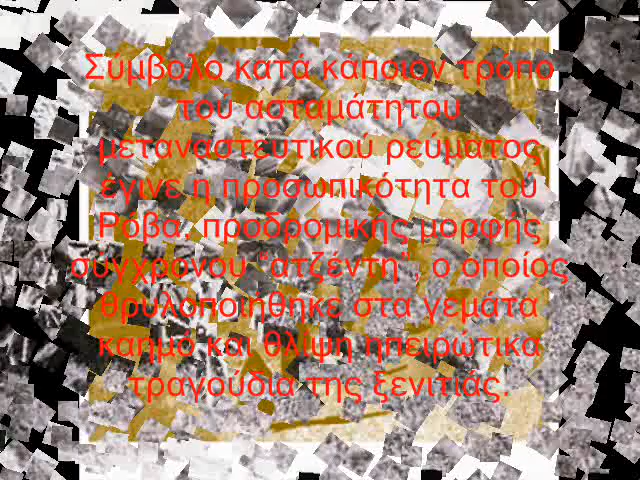 Σύμβολο κατά κάποιον τρόπο
τού ασταμάτητου
μεταναστευτικού ρεύματος
έγινε η προσωπικότητα τού
Ρόβα, προδρομικής μορφής
σύγχρονου "ατζέντη", ο οποίος
θρυλοποιήθηκε στα γεμάτα
καημό και θλίψη ηπειρώτικα
τραγούδια της ξενιτιάς.